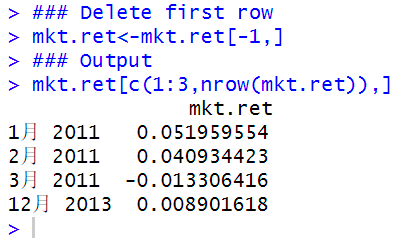 > ### Delete first row
> mkt.ret<-mkt.ret[-1,]
> ### Output
> mkt.ret[c(1:3,nrow(mkt.ret)),]
mkt.ret
1月 2011 0.051959554
2月 2011 0.040934423
3月 2011 -0.013306416
12月 2013 0.008901618
>